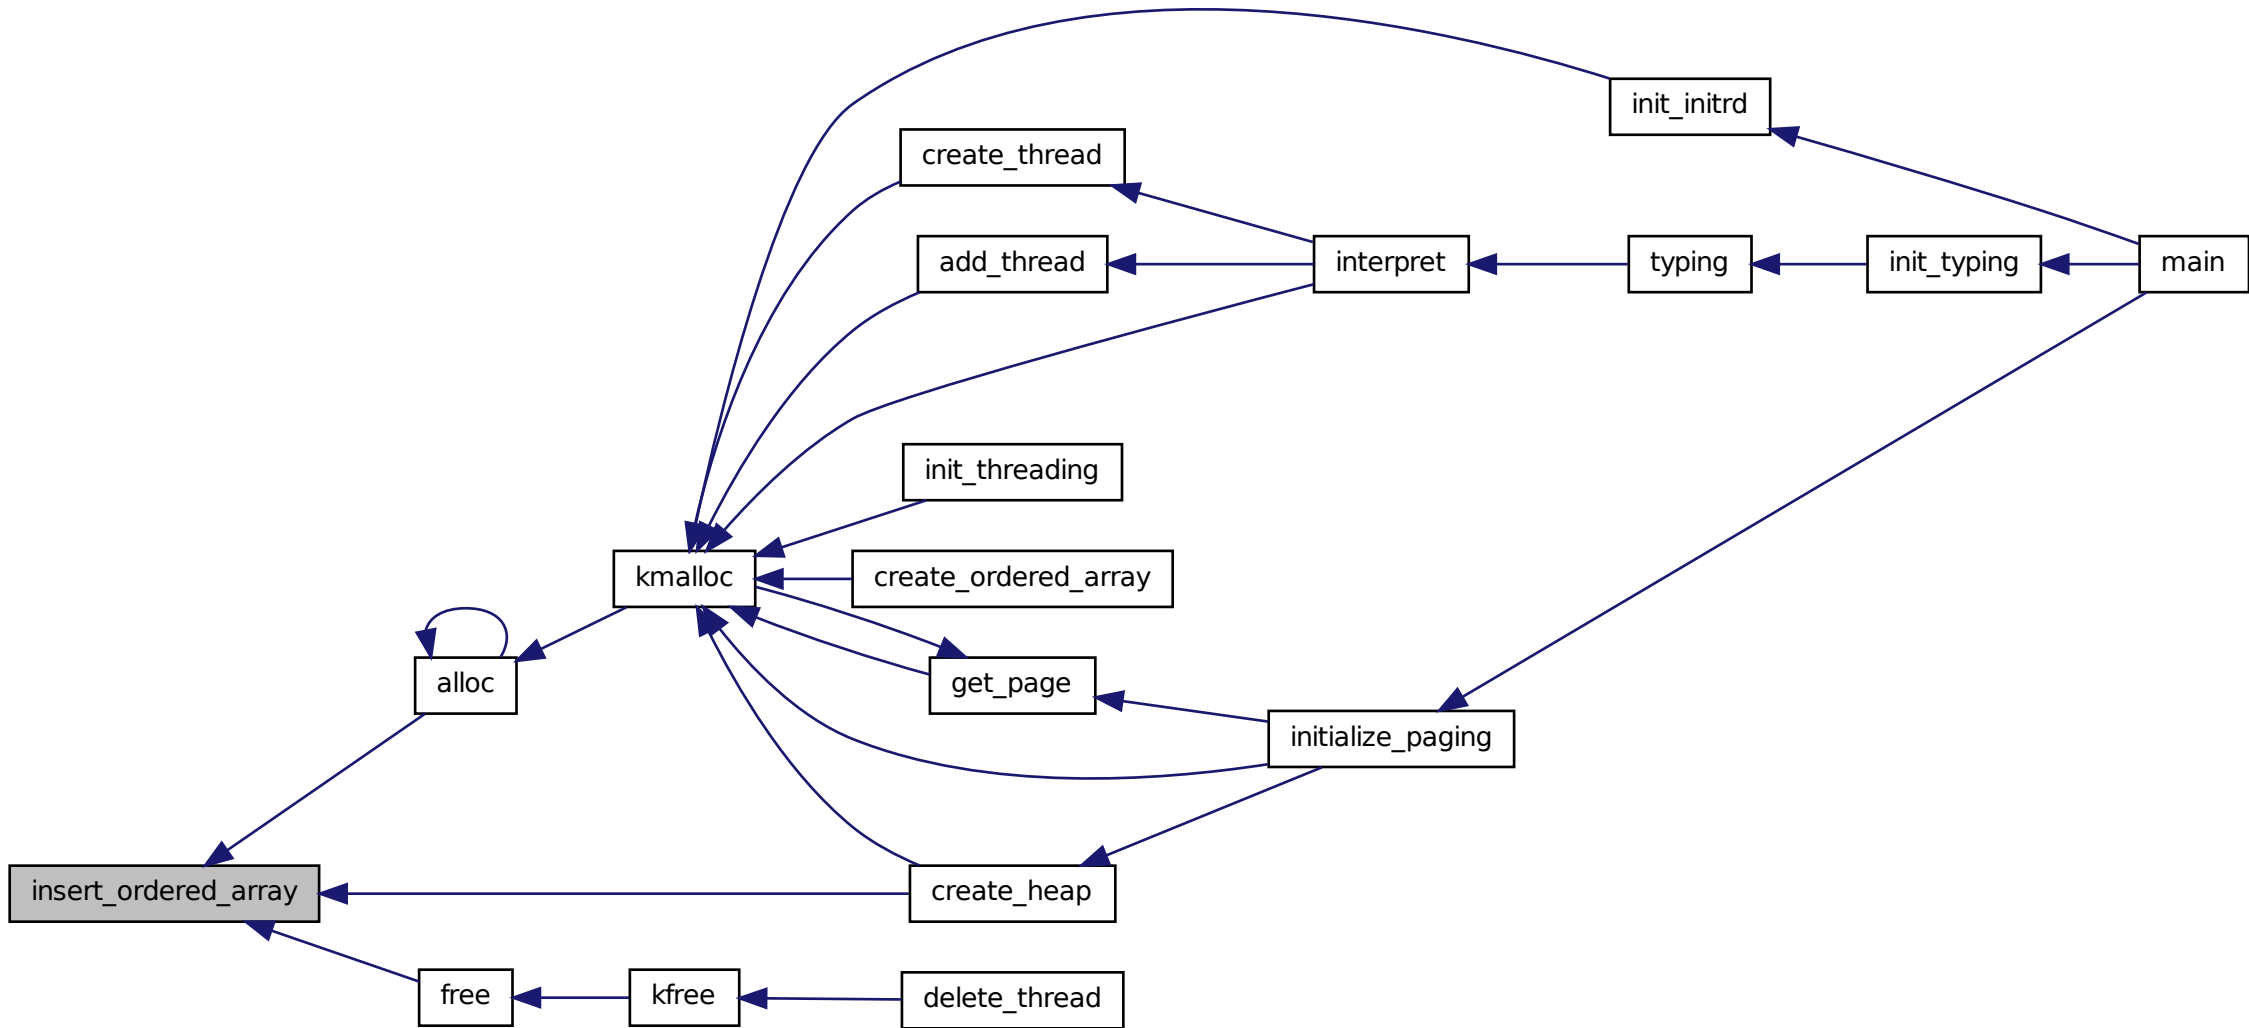 init_initrd
create_thread
add_thread
interpret
typing
init_typing
main
init_threading
kmalloc
create_ordered_array
alloc
get_page
initialize_paging
insert_ordered_array
create_heap
free
kfree
delete_thread